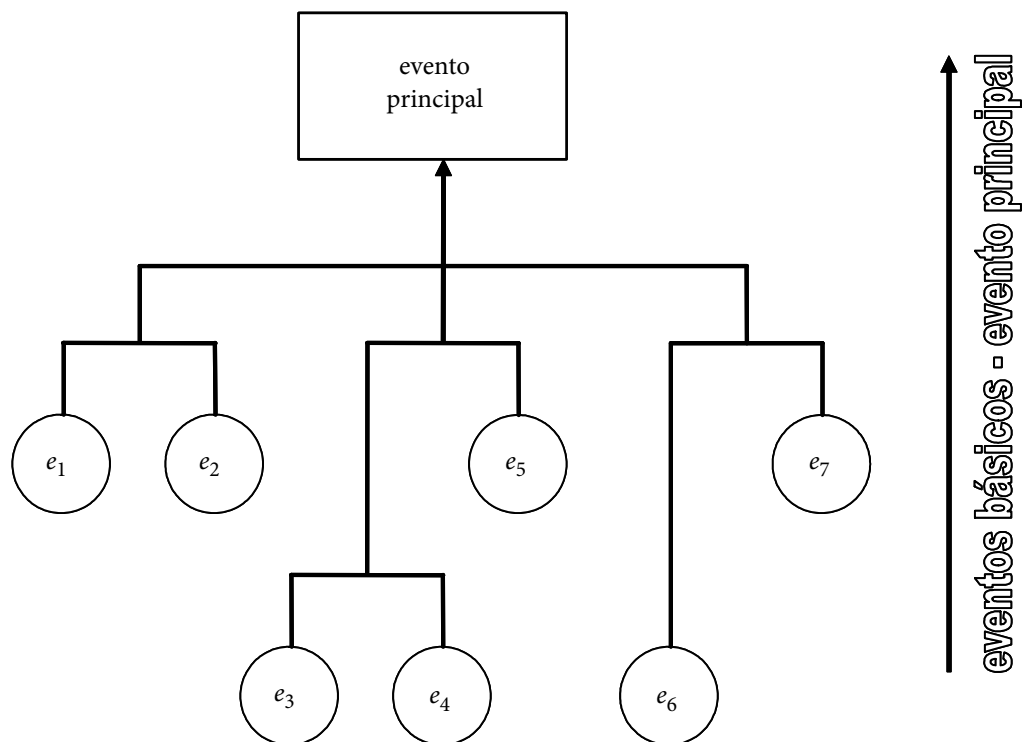 evento
principal
e₁
e₂
e₅
e₇
e₃
e₄
e₆
eventos básicos - evento principal